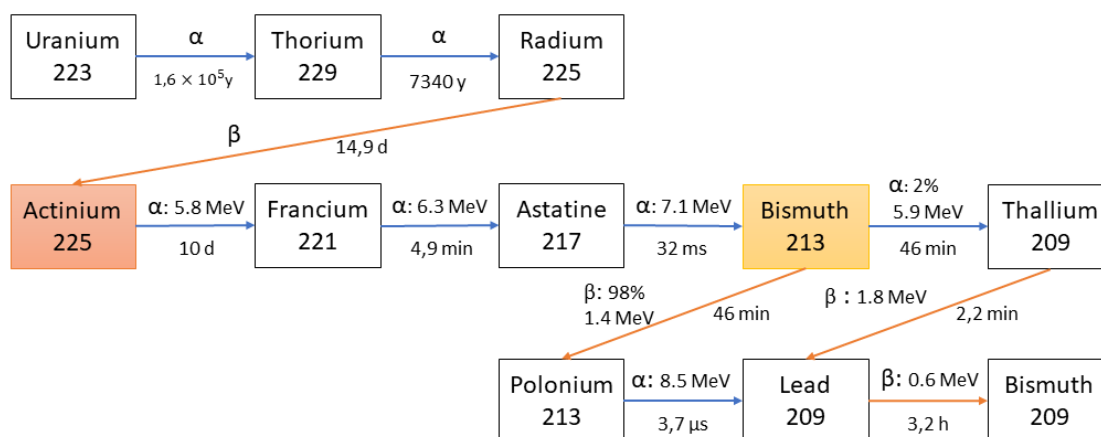 Uranium
223
α
1,6 × 10⁵y
Thorium
229
α
7340 y
Radium
225
β
14,9 d
Actinium
225
α: 5.8 MeV
10 d
Francium
221
α: 6.3 MeV
4,9 min
Astatine
217
α: 7.1 MeV
32 ms
Bismuth
213
α: 2%
5.9 MeV
46 min
Thallium
209
β: 98%
1.4 MeV
46 min
β : 1.8 MeV
2,2 min
Polonium
213
α: 8.5 MeV
3,7 µs
Lead
209
β: 0.6 MeV
3,2 h
Bismuth
209